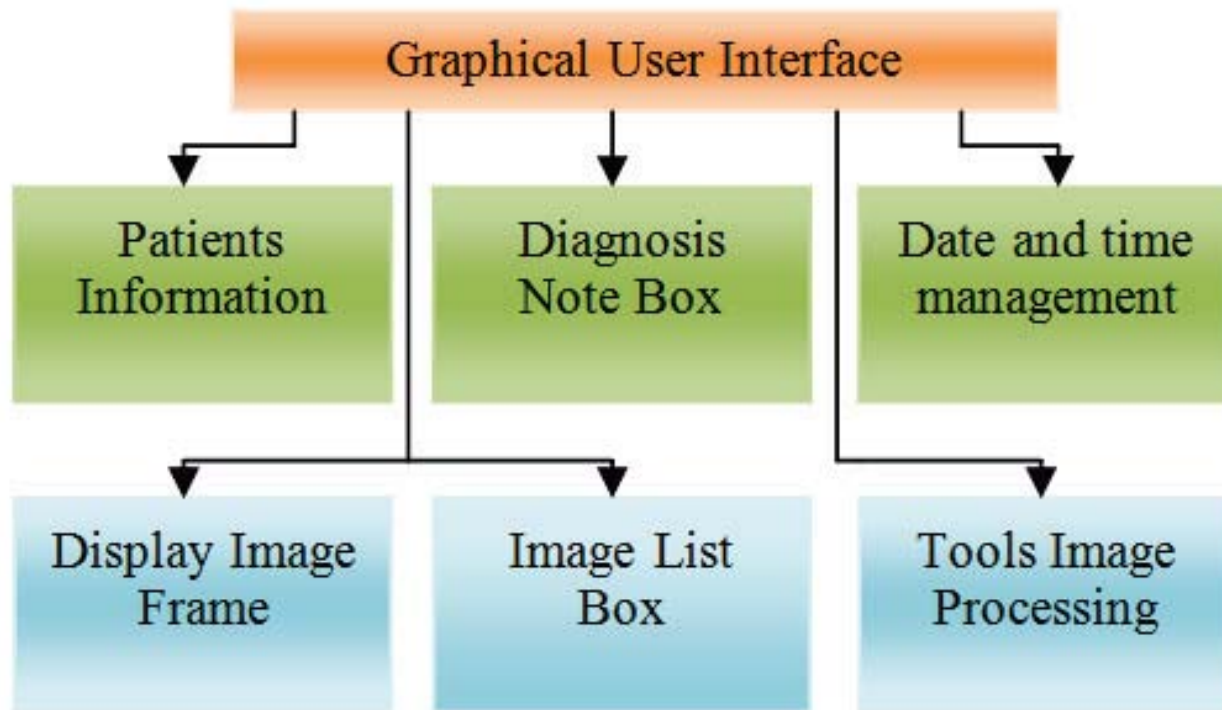 Graphical User Interface
Patients
Information
Diagnosis
Note Box
Date and time
management
Display Image
Frame
Image List
Box
Tools Image
Processing